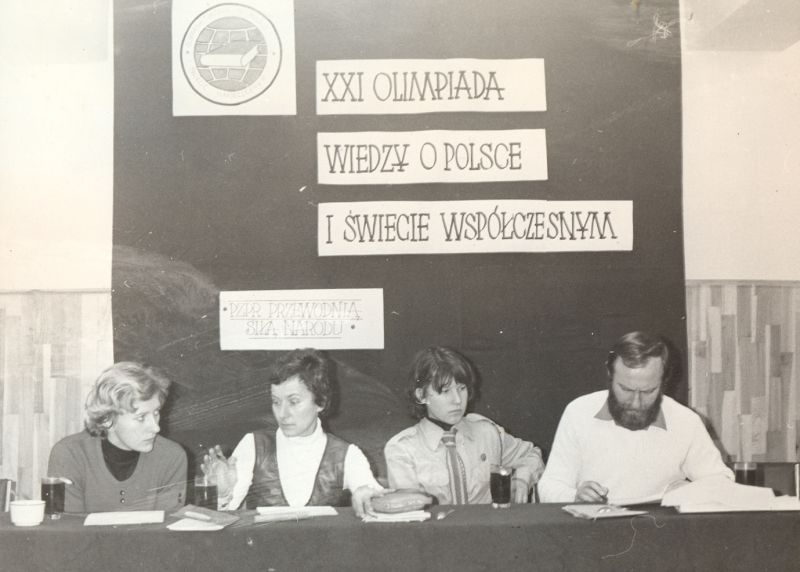 XXI OLIMPIADA
WIEDZY O POLSCE
I ŚWIECIE WSPÓŁCZESNYM
• PZPR PRZEWODNIĄ
SIŁĄ NARODU •